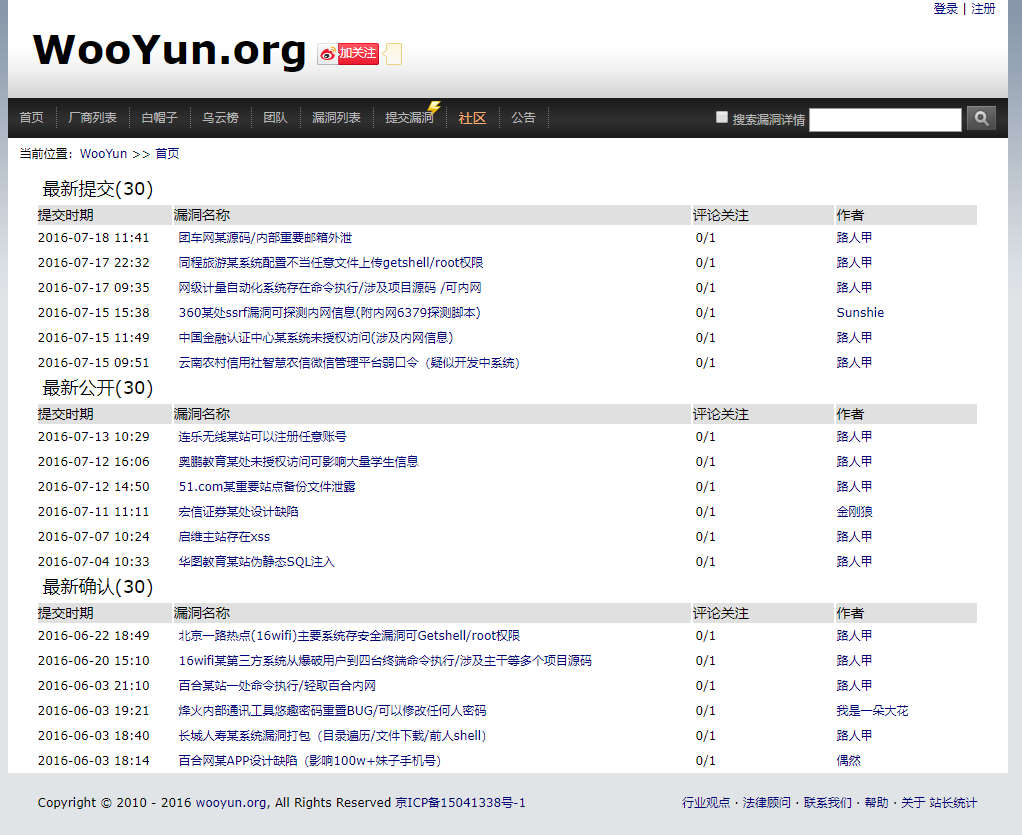 登录 | 注册
WooYun.org 加关注
首页 厂商列表 白帽子 乌云榜 团队 漏洞列表 提交漏洞 社区 公告 搜索漏洞详情
当前位置：WooYun >> 首页
最新提交(30)
提交时期 漏洞名称 评论关注 作者
2016-07-18 11:41 团车网某源码/内部重要邮箱外泄 0/1 路人甲
2016-07-17 22:32 同程旅游某系统配置不当任意文件上传getshell/root权限 0/1 路人甲
2016-07-17 09:35 网级计量自动化系统存在命令执行/涉及项目源码 /可内网 0/1 路人甲
2016-07-15 15:38 360某处ssrf漏洞可探测内网信息(附内网6379探测脚本) 0/1 Sunshie
2016-07-15 11:49 中国金融认证中心某系统未授权访问(涉及内网信息) 0/1 路人甲
2016-07-15 09:51 云南农村信用社智慧农信微信管理平台弱口令（疑似开发中系统） 0/1 路人甲
最新公开(30)
提交时期 漏洞名称 评论关注 作者
2016-07-13 10:29 连乐无线某站可以注册任意账号 0/1 路人甲
2016-07-12 16:06 奥鹏教育某处未授权访问可影响大量学生信息 0/1 路人甲
2016-07-12 14:50 51.com某重要站点备份文件泄露 0/1 路人甲
2016-07-11 11:11 宏信证券某处设计缺陷 0/1 金刚狼
2016-07-07 10:24 启维主站存在xss 0/1 路人甲
2016-07-04 10:33 华图教育某站伪静态SQL注入 0/1 路人甲
最新确认(30)
提交时期 漏洞名称 评论关注 作者
2016-06-22 18:49 北京一路热点(16wifi)主要系统存安全漏洞可Getshell/root权限 0/1 路人甲
2016-06-20 15:10 16wifi某第三方系统从爆破用户到四台终端命令执行/涉及主干等多个项目源码 0/1 路人甲
2016-06-03 21:10 百合某站一处命令执行/轻取百合内网 0/1 路人甲
2016-06-03 19:21 烽火内部通讯工具悠趣密码重置BUG/可以修改任何人密码 0/1 我是一朵大花
2016-06-03 18:40 长城人寿某系统漏洞打包（目录遍历/文件下载/前人shell） 0/1 路人甲
2016-06-03 18:14 百合网某APP设计缺陷（影响100w+妹子手机号） 0/1 偶然
Copyright © 2010 - 2016 wooyun.org, All Rights Reserved 京ICP备15041338号-1 行业观点 · 法律顾问 · 联系我们 · 帮助 · 关于 站长统计